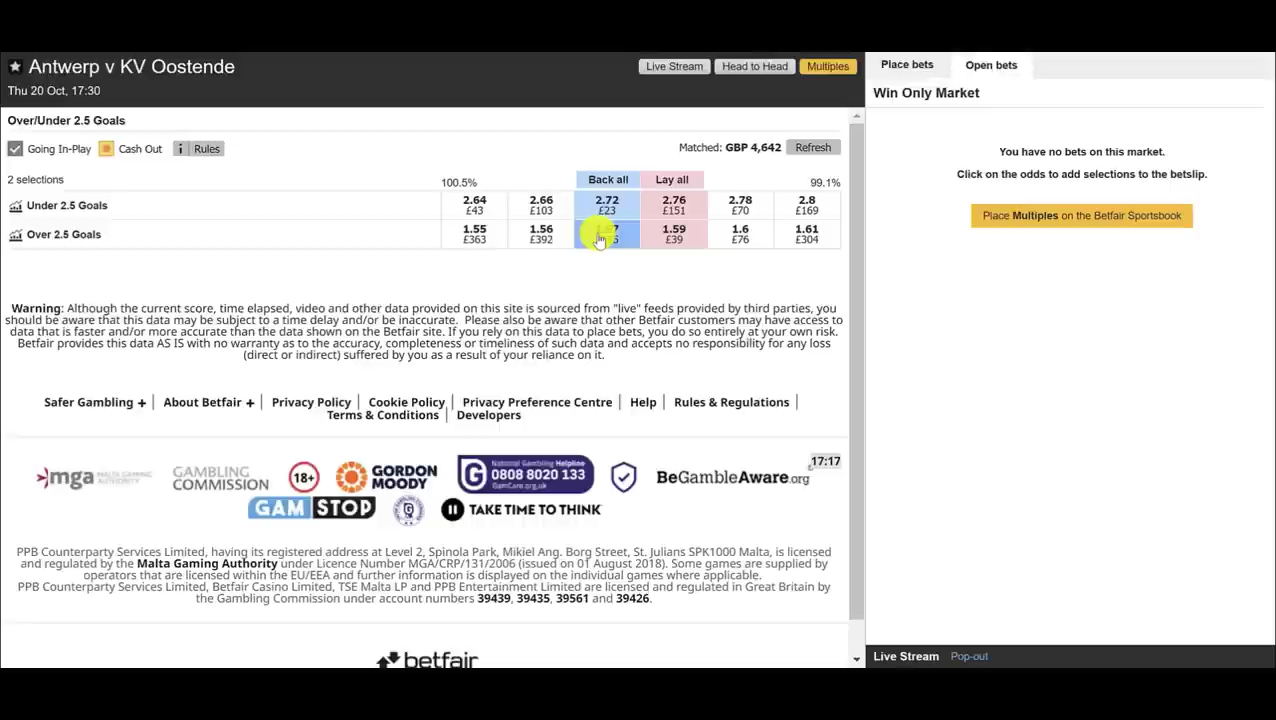 Antwerp v KV Oostende
Live Stream
Head to Head
Multiples
Thu 20 Oct, 17:30
Over/Under 2.5 Goals
Going In-Play
Cash Out
i Rules
Matched: GBP 4,642
Refresh
2 selections
100.5%
Back all
Lay all
99.1%
Under 2.5 Goals
2.64 2.66 2.72 2.76 2.78 2.8
£43 £103 £23 £151 £70 £169
Over 2.5 Goals
1.55 1.56 1.59 1.6 1.61
£363 £392 £39 £76 £304
Warning: Although the current score, time elapsed, video and other data provided on this site is sourced from "live" feeds provided by third parties, you
should be aware that this data may be subject to a time delay and/or be inaccurate. Please also be aware that other Betfair customers may have access to
data that is faster and/or more accurate than the data shown on the Betfair site. If you rely on this data to place bets, you do so entirely at your own risk.
Betfair provides this data AS IS with no warranty as to the accuracy, completeness or timeliness of such data and accepts no responsibility for any loss
(direct or indirect) suffered by you as a result of your reliance on it.
Safer Gambling + | About Betfair + | Privacy Policy | Cookie Policy | Privacy Preference Centre | Help | Rules & Regulations |
Terms & Conditions | Developers
mga MALTA GAMING AUTHORITY
GAMBLING COMMISSION
18+
GORDON MOODY
National Gambling Helpline
0808 8020 133
GamCare.org.uk
BeGambleAware.org
17:17
GAMSTOP
TAKE TIME TO THINK
PPB Counterparty Services Limited, having its registered address at Level 2, Spinola Park, Mikiel Ang. Borg Street, St. Julians SPK1000 Malta, is licensed
and regulated by the Malta Gaming Authority under Licence Number MGA/CRP/131/2006 (issued on 01 August 2018). Some games are supplied by
operators that are licensed within the EU/EEA and further information is displayed on the individual games where applicable.
PPB Counterparty Services Limited, Betfair Casino Limited, TSE Malta LP and PPB Entertainment Limited are licensed and regulated in Great Britain by
the Gambling Commission under account numbers 39439, 39435, 39561 and 39426.
betfair
Place bets
Open bets
Win Only Market
You have no bets on this market.
Click on the odds to add selections to the betslip.
Place Multiples on the Betfair Sportsbook
Live Stream
Pop-out